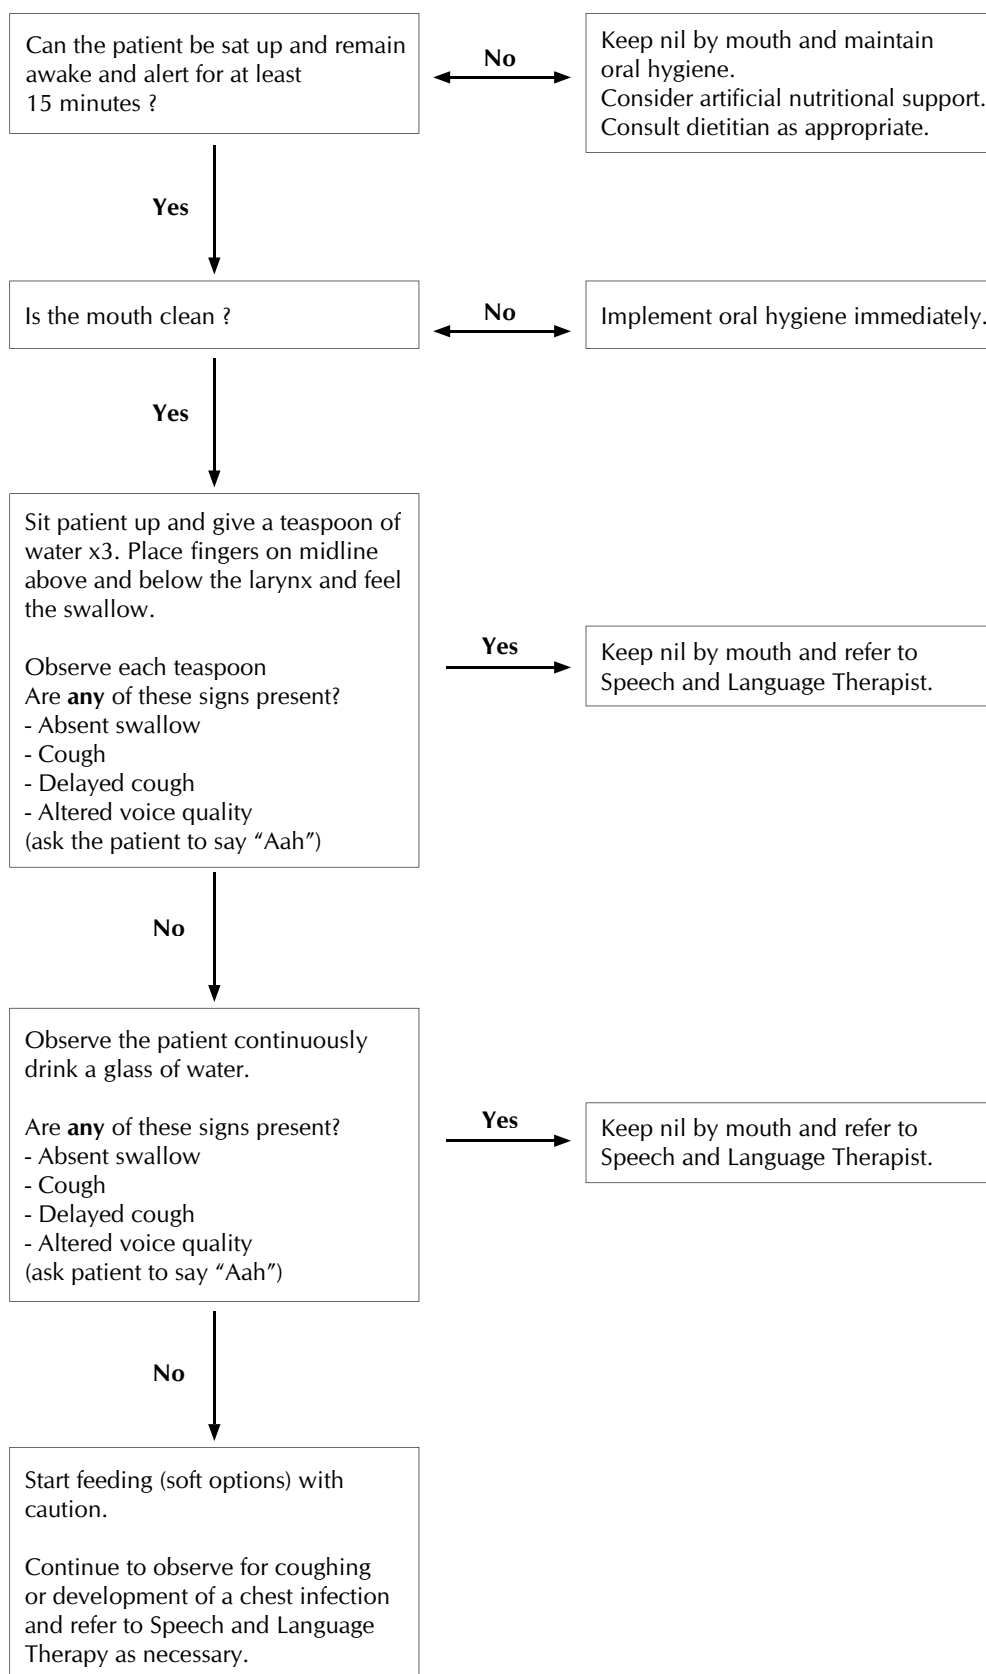 Can the patient be sat up and remain
awake and alert for at least
15 minutes ?
No
Keep nil by mouth and maintain
oral hygiene.
Consider artificial nutritional support.
Consult dietitian as appropriate.
Yes
Is the mouth clean ?
No
Implement oral hygiene immediately.
Yes
Sit patient up and give a teaspoon of
water x3. Place fingers on midline
above and below the larynx and feel
the swallow.
Observe each teaspoon
Are any of these signs present?
- Absent swallow
- Cough
- Delayed cough
- Altered voice quality
(ask the patient to say “Aah”)
Yes
Keep nil by mouth and refer to
Speech and Language Therapist.
No
Observe the patient continuously
drink a glass of water.
Are any of these signs present?
- Absent swallow
- Cough
- Delayed cough
- Altered voice quality
(ask patient to say “Aah”)
Yes
Keep nil by mouth and refer to
Speech and Language Therapist.
No
Start feeding (soft options) with
caution.
Continue to observe for coughing
or development of a chest infection
and refer to Speech and Language
Therapy as necessary.